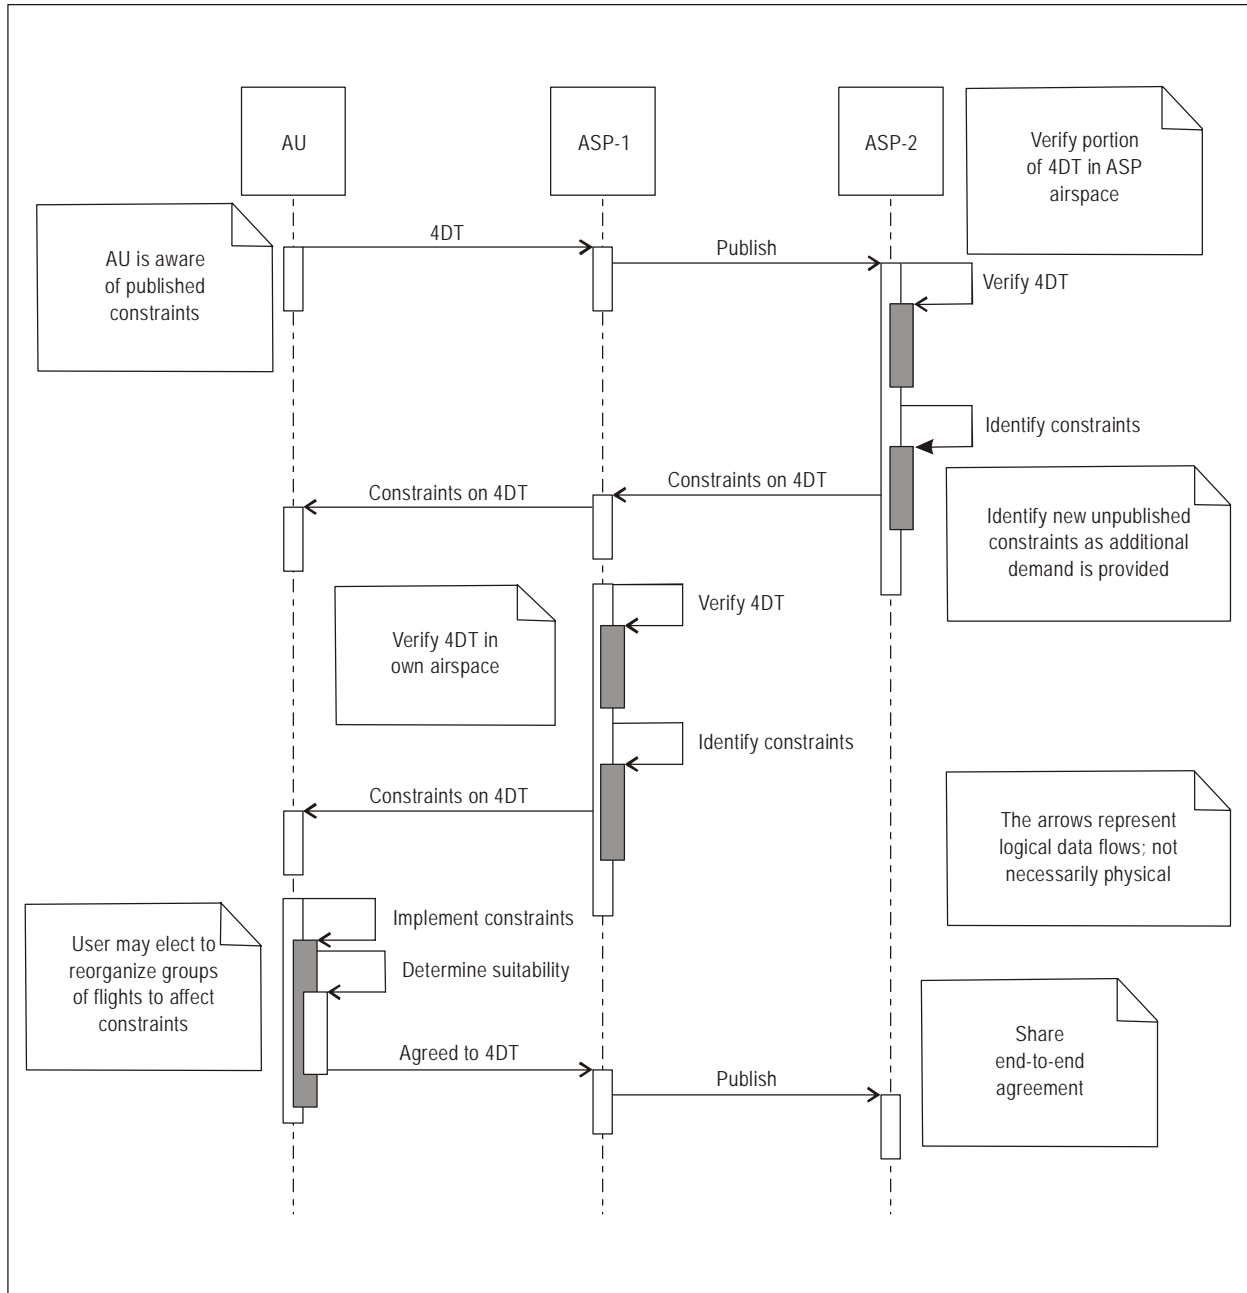 AU
ASP-1
ASP-2
Verify portion
of 4DT in ASP
airspace
AU is aware
of published
constraints
4DT
Publish
Verify 4DT
Identify constraints
Constraints on 4DT
Constraints on 4DT
Identify new unpublished
constraints as additional
demand is provided
Verify 4DT in
own airspace
Verify 4DT
Identify constraints
Constraints on 4DT
The arrows represent
logical data flows; not
necessarily physical
User may elect to
reorganize groups
of flights to affect
constraints
Implement constraints
Determine suitability
Agreed to 4DT
Publish
Share
end-to-end
agreement